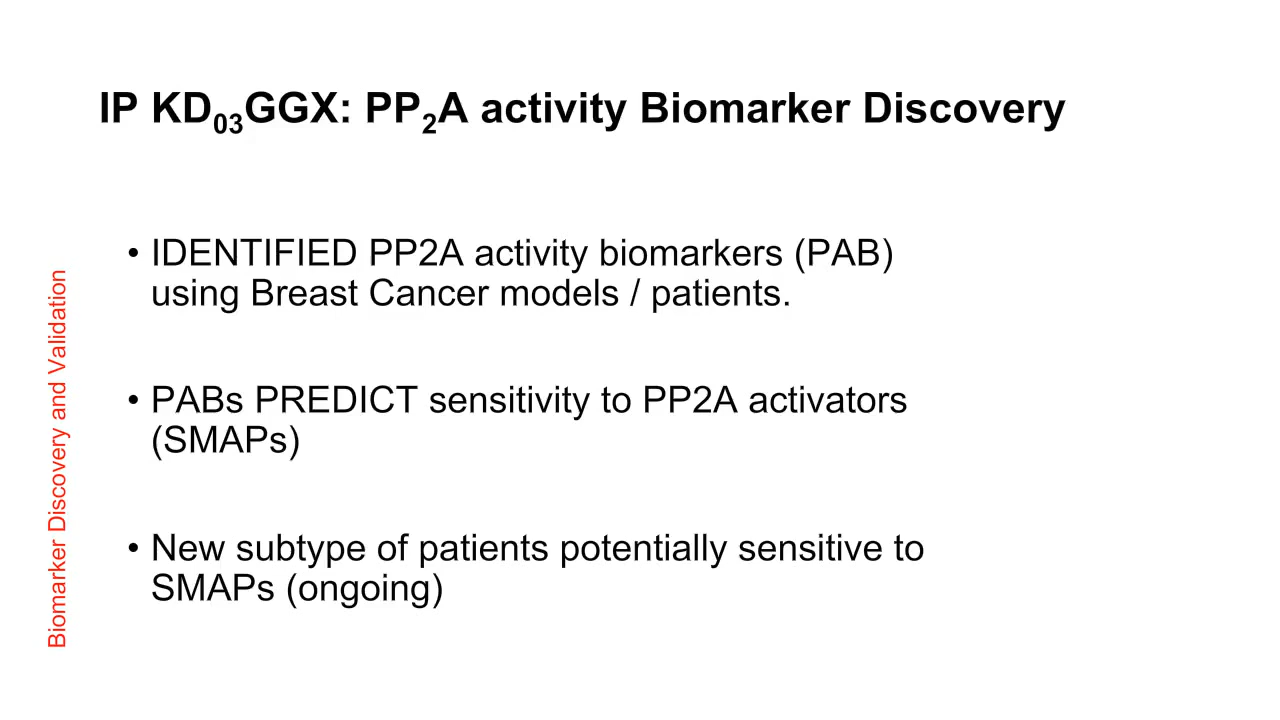 IP KD₀₃GGX: PP₂A activity Biomarker Discovery
• IDENTIFIED PP2A activity biomarkers (PAB)
using Breast Cancer models / patients.
• PABs PREDICT sensitivity to PP2A activators
(SMAPs)
• New subtype of patients potentially sensitive to
SMAPs (ongoing)
Biomarker Discovery and Validation